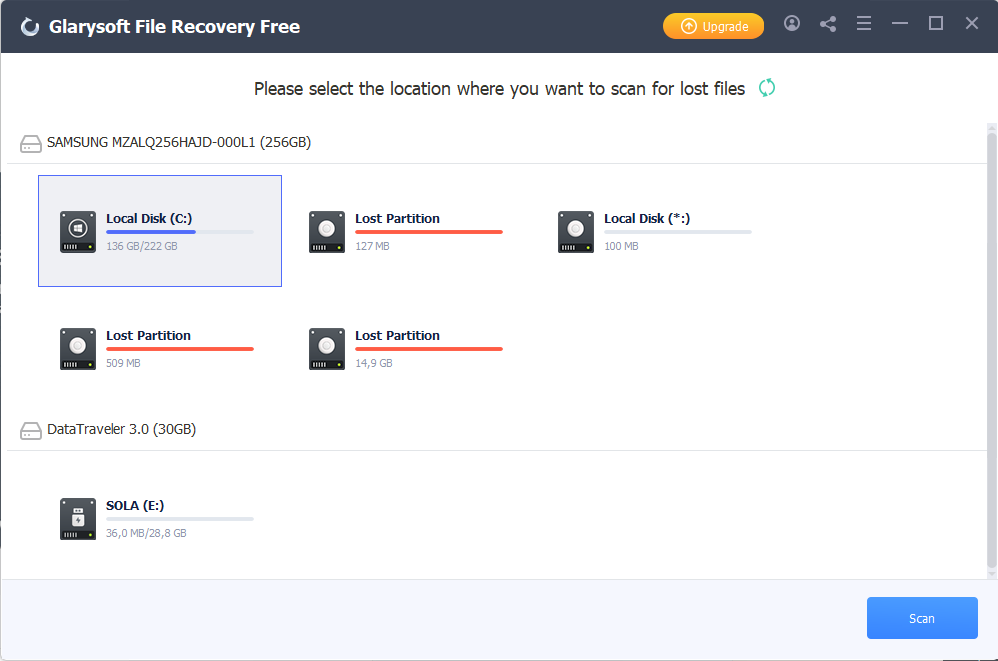 Glarysoft File Recovery Free
Upgrade
Please select the location where you want to scan for lost files
SAMSUNG MZALQ256HAJD-000L1 (256GB)
Local Disk (C:)
136 GB/222 GB
Lost Partition
127 MB
Local Disk (*:)
100 MB
Lost Partition
509 MB
Lost Partition
14,9 GB
DataTraveler 3.0 (30GB)
SOLA (E:)
36,0 MB/28,8 GB
Scan